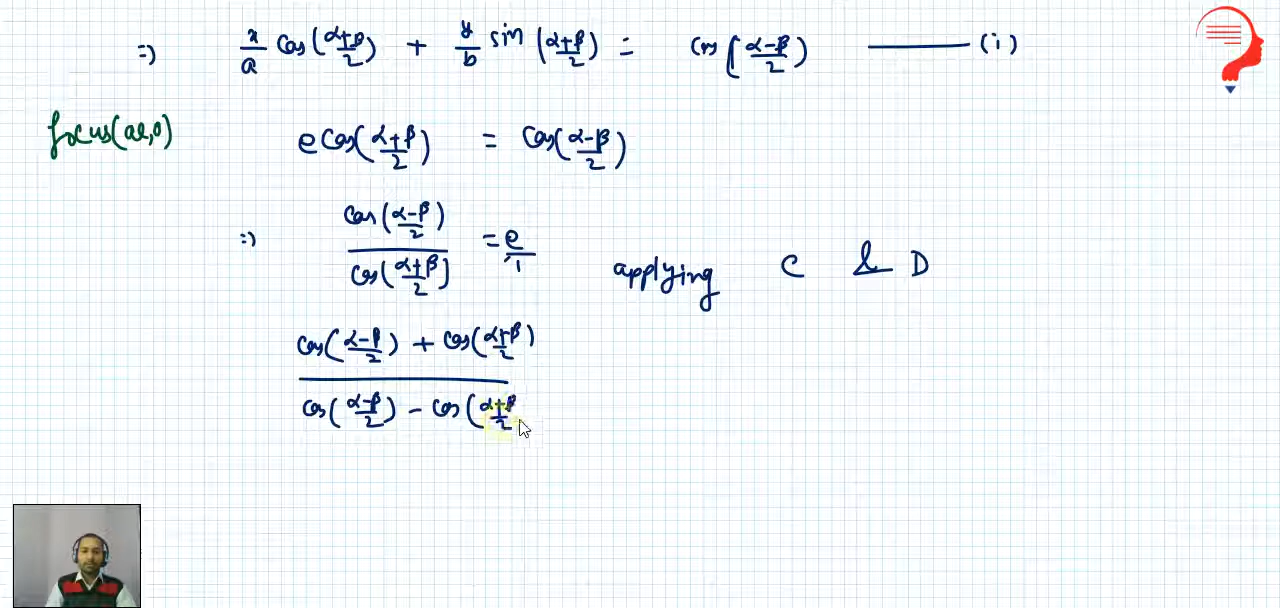 =) x/a cos((α+β)/2) + y/b sin((α+β)/2) = cos((α-β)/2) ——— (i)
focus(ae,0) e cos((α+β)/2) = cos((α-β)/2)
=) cos((α-β)/2) / cos((α+β)/2) = e/1
applying C & D
cos((α-β)/2) + cos((α+β)/2)
cos((α-β)/2) - cos((α+β)/2